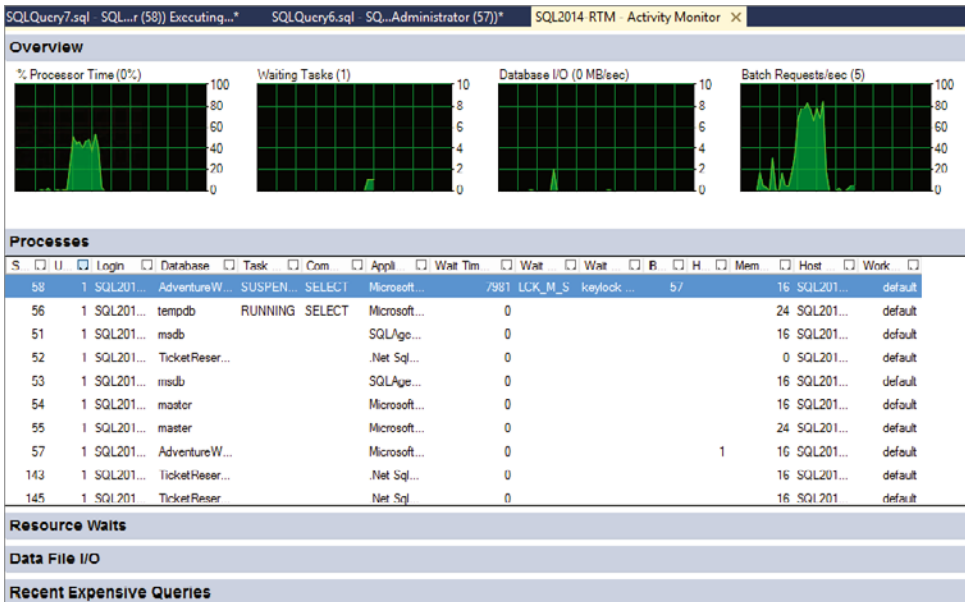 SQLQuery7.sql - SQL...r (58)) Executing...* SQLQuery6.sql - SQ...Administrator (57))* SQL2014-RTM - Activity Monitor ×
Overview
% Processor Time (0%) Waiting Tasks (1) Database I/O (0 MB/sec) Batch Requests/sec (5)
100 10 10 100
80 8 8 80
60 6 6 60
40 4 4 40
20 2 2 20
0 0 0 0
Processes
S... U... Login Database Task ... Com... Appli... Wait Tim... Wait ... Wait ... B... H... Mem... Host ... Work...
58 1 SQL201... AdventureW... SUSPEN... SELECT Microsoft... 7981 LCK_M_S keylock ... 57 16 SQL201... default
56 1 SQL201... tempdb RUNNING SELECT Microsoft... 0 24 SQL201... default
51 1 SQL201... msdb SQLAge... 0 16 SQL201... default
52 1 SQL201... TicketReser... .Net Sql... 0 0 SQL201... default
53 1 SQL201... msdb SQLAge... 0 16 SQL201... default
54 1 SQL201... master Microsoft... 0 16 SQL201... default
55 1 SQL201... master Microsoft... 0 24 SQL201... default
57 1 SQL201... AdventureW... Microsoft... 0 1 16 SQL201... default
143 1 SQL201... TicketReser... .Net Sql... 0 16 SQL201... default
145 1 SQL201... TicketReser... .Net Sql... 0 16 SQL201... default
Resource Waits
Data File I/O
Recent Expensive Queries